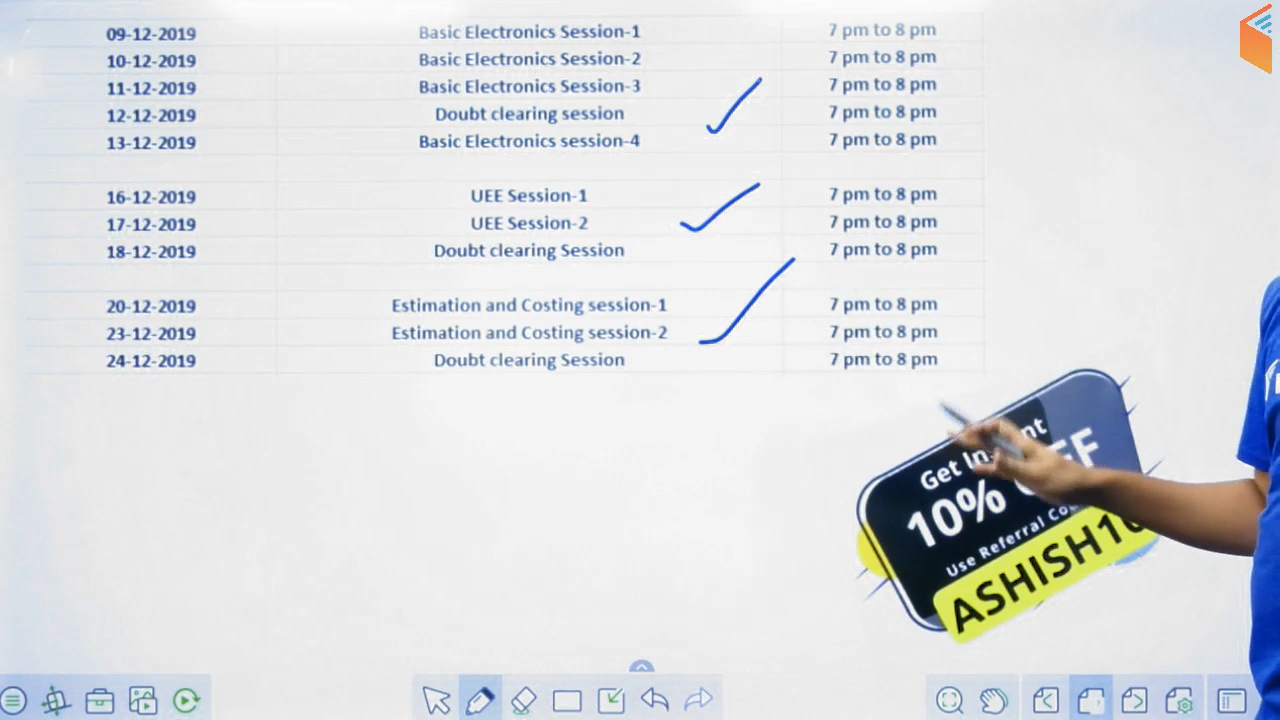 09-12-2019 Basic Electronics Session-1 7 pm to 8 pm
10-12-2019 Basic Electronics Session-2 7 pm to 8 pm
11-12-2019 Basic Electronics Session-3 7 pm to 8 pm
12-12-2019 Doubt clearing session 7 pm to 8 pm
13-12-2019 Basic Electronics session-4 7 pm to 8 pm
16-12-2019 UEE Session-1 7 pm to 8 pm
17-12-2019 UEE Session-2 7 pm to 8 pm
18-12-2019 Doubt clearing Session 7 pm to 8 pm
20-12-2019 Estimation and Costing session-1 7 pm to 8 pm
23-12-2019 Estimation and Costing session-2 7 pm to 8 pm
24-12-2019 Doubt clearing Session 7 pm to 8 pm
Get
10%
Use Referral
ASHISH10